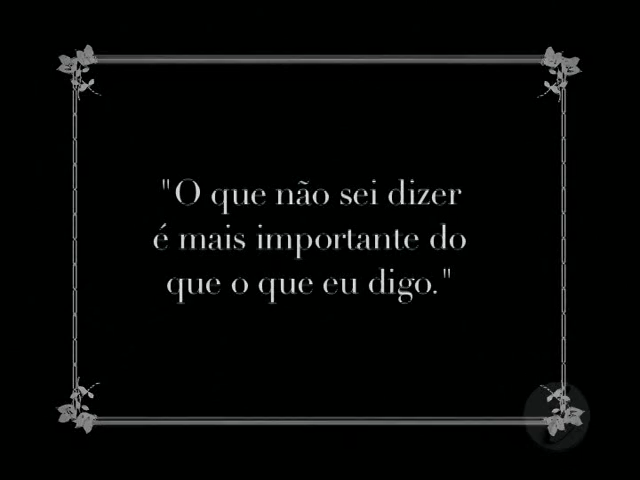 "O que não sei dizer
é mais importante do
que o que eu digo."